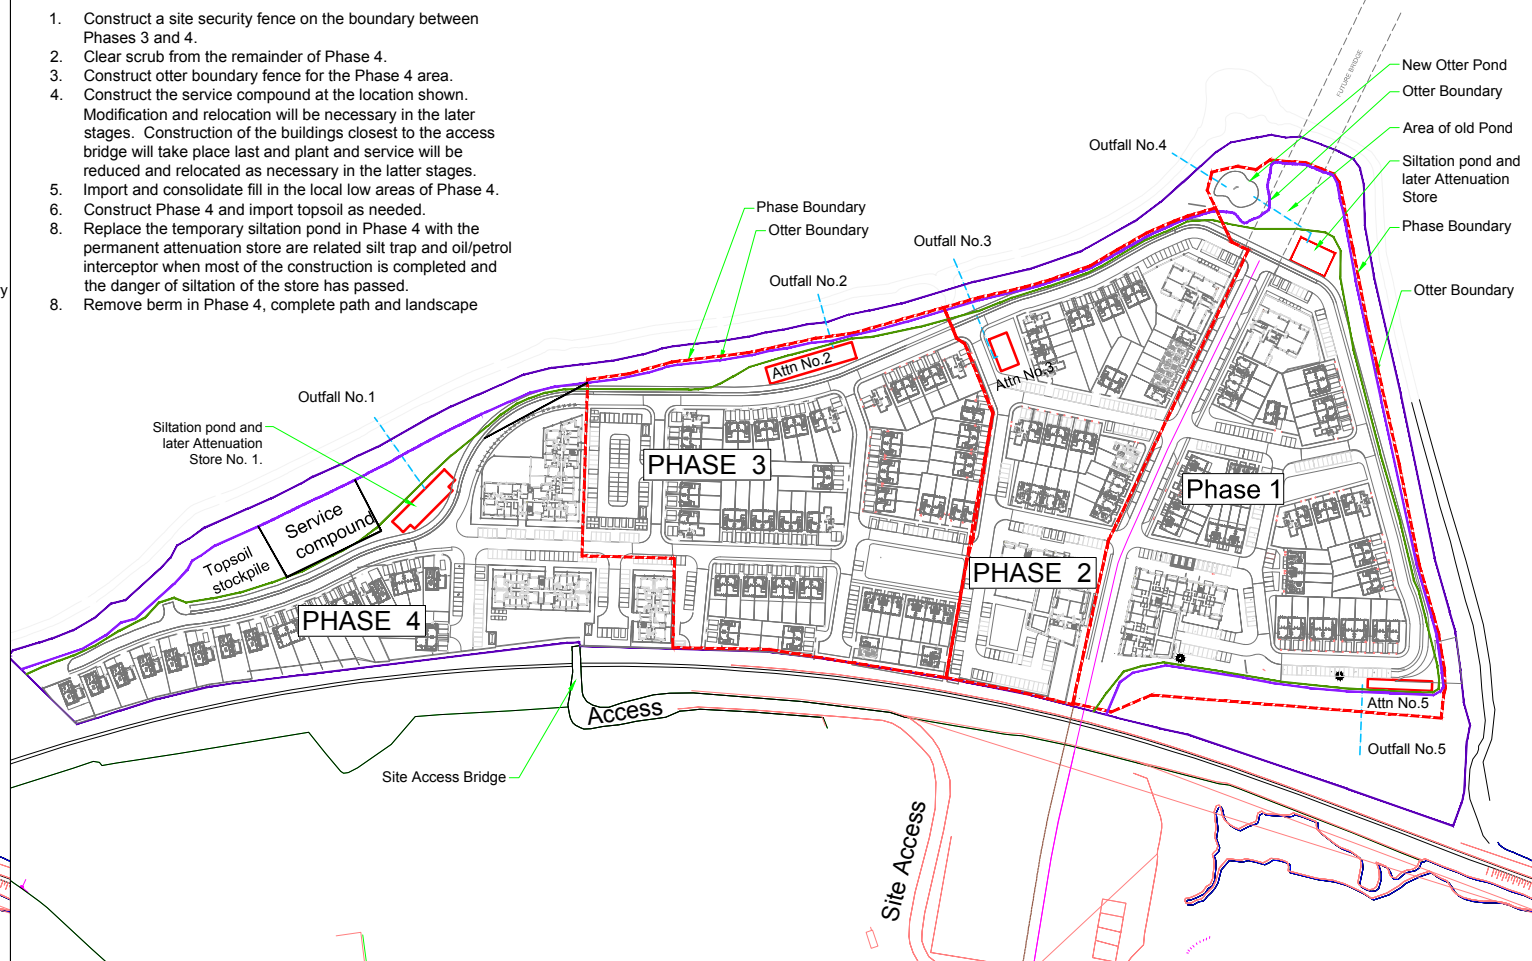 1. Construct a site security fence on the boundary between
Phases 3 and 4.
2. Clear scrub from the remainder of Phase 4.
3. Construct otter boundary fence for the Phase 4 area.
4. Construct the service compound at the location shown.
Modification and relocation will be necessary in the later
stages. Construction of the buildings closest to the access
bridge will take place last and plant and service will be
reduced and relocated as necessary in the latter stages.
5. Import and consolidate fill in the local low areas of Phase 4.
6. Construct Phase 4 and import topsoil as needed.
8. Replace the temporary siltation pond in Phase 4 with the
permanent attenuation store are related silt trap and oil/petrol
interceptor when most of the construction is completed and
the danger of siltation of the store has passed.
8. Remove berm in Phase 4, complete path and landscape
y
FUTURE BRIDGE
New Otter Pond
Otter Boundary
Area of old Pond
Siltation pond and
later Attenuation
Store
Phase Boundary
Otter Boundary
Outfall No.4
Phase Boundary
Otter Boundary
Outfall No.3
Outfall No.2
Attn No.2
Attn No.3
Outfall No.1
Siltation pond and
later Attenuation
Store No. 1.
PHASE 3
Phase 1
Service
compound
Topsoil
stockpile
PHASE 2
PHASE 4
Access
Attn No.5
Outfall No.5
Site Access Bridge
Site Access